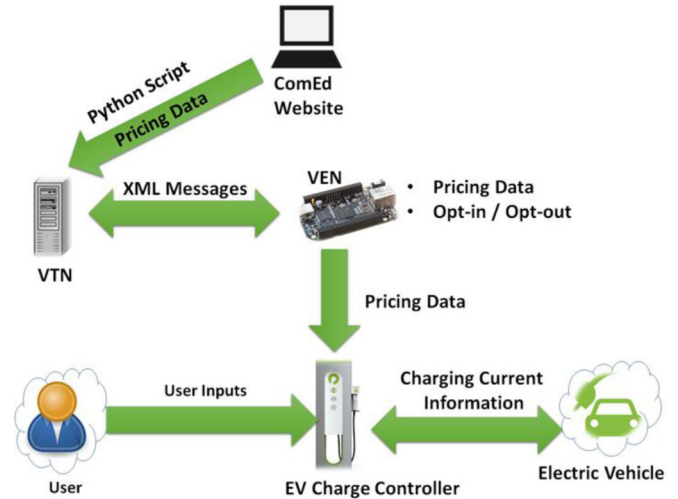 ComEd
Website
Python Script
Pricing Data
XML Messages
VEN
• Pricing Data
• Opt-in / Opt-out
VTN
Pricing Data
User Inputs
Charging Current
Information
User
EV Charge Controller
Electric Vehicle